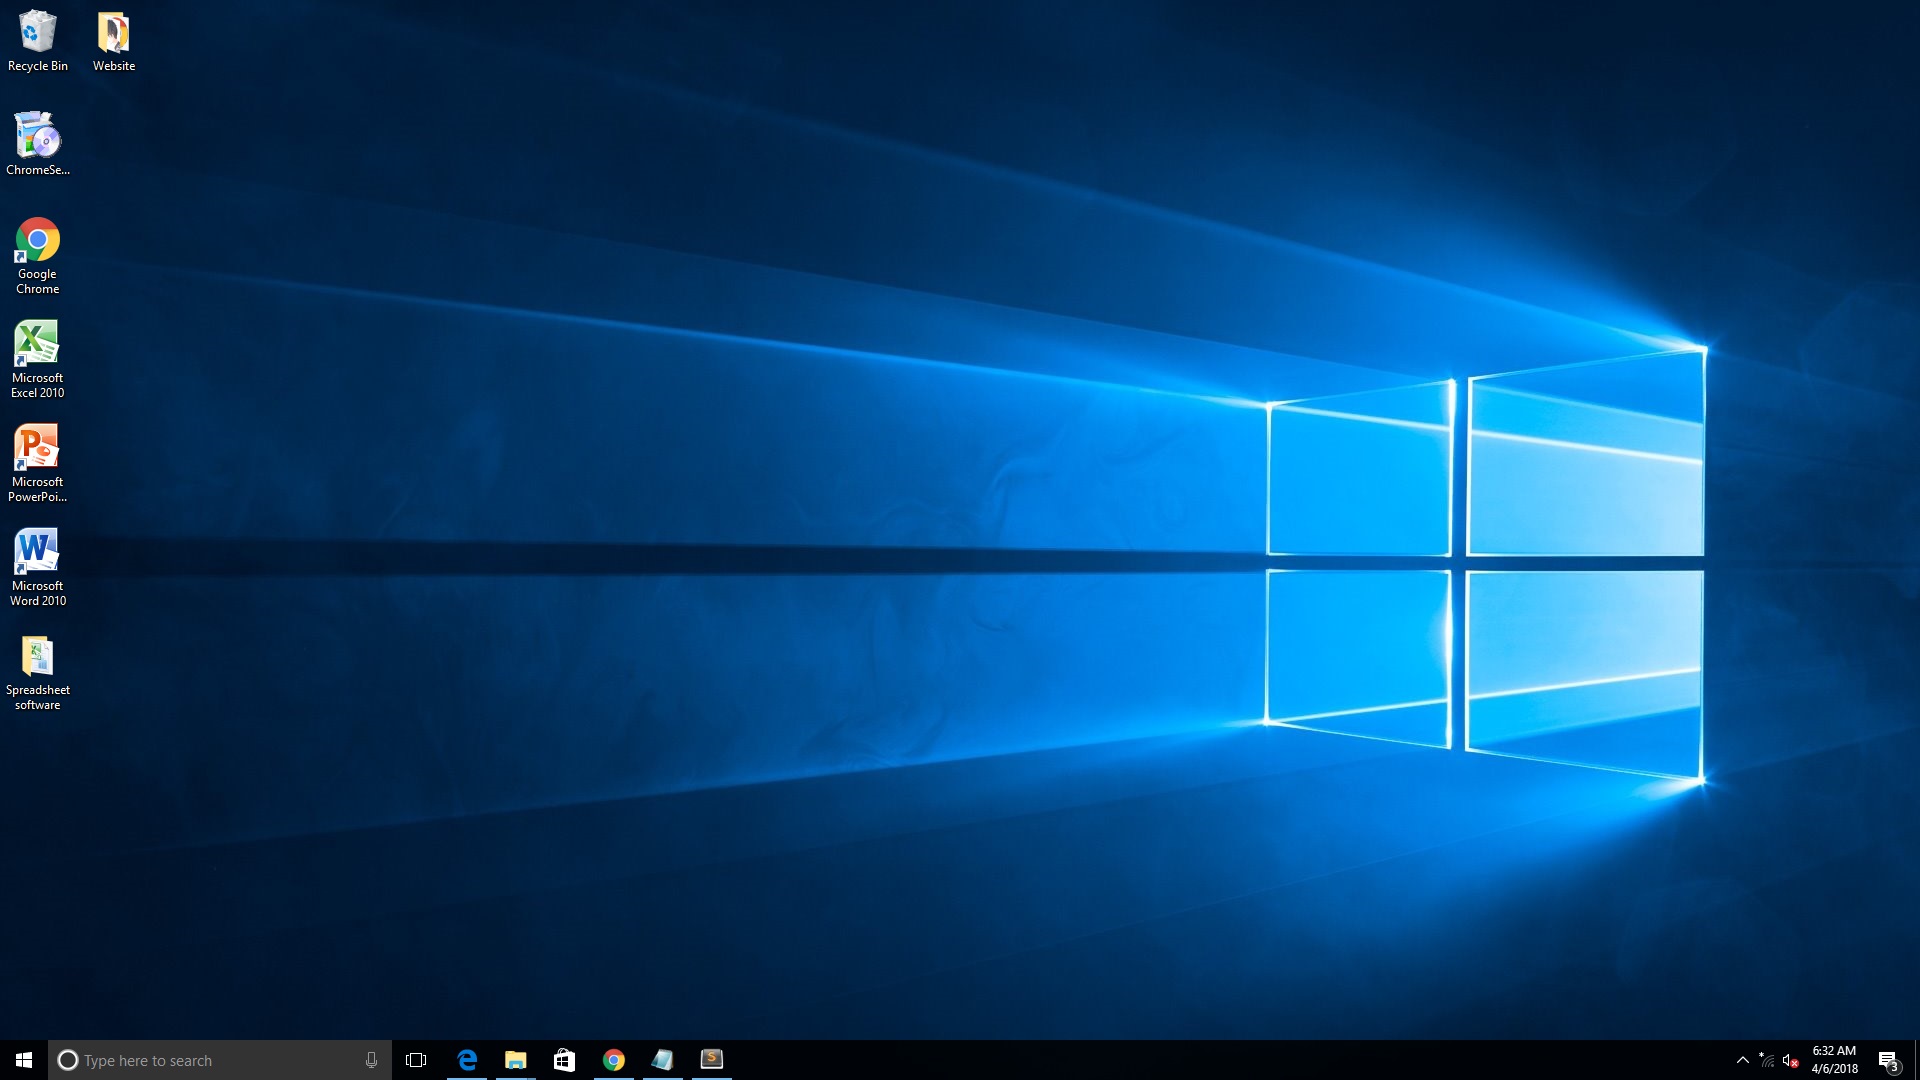 Recycle Bin
Website
ChromeSe...
Google
Chrome
Microsoft
Excel 2010
Microsoft
PowerPoi...
Microsoft
Word 2010
Spreadsheet
software
Type here to search
6:32 AM
4/6/2018
3